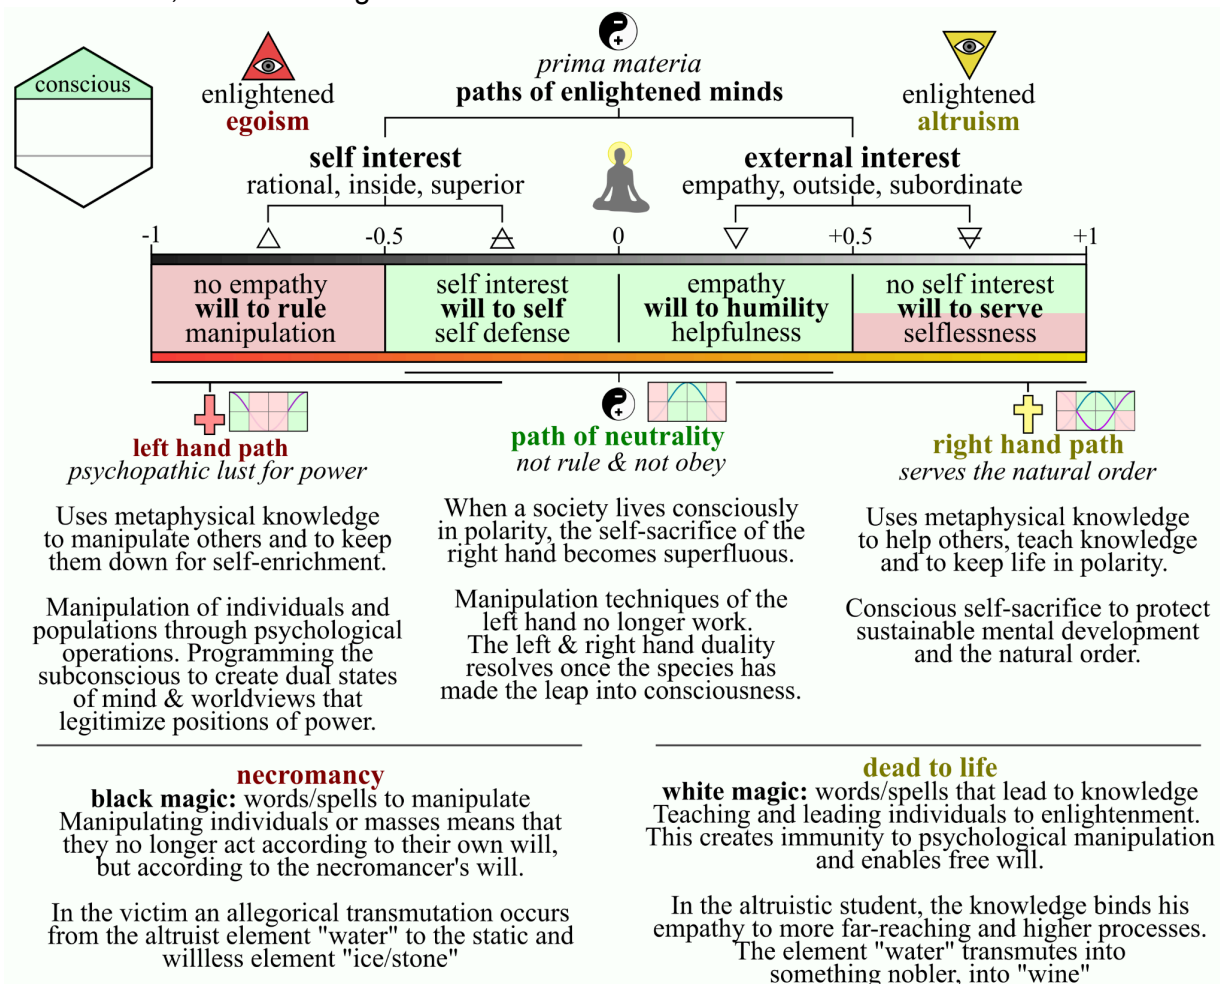 conscious
enlightened
egoism
prima materia
paths of enlightened minds
enlightened
altruism
self interest
rational, inside, superior
external interest
empathy, outside, subordinate
-1
-0.5
0
+0.5
+1
no empathy
will to rule
manipulation
self interest
will to self
self defense
empathy
will to humility
helpfulness
no self interest
will to serve
selflessness
left hand path
psychopathic lust for power
Uses metaphysical knowledge
to manipulate others and to keep
them down for self-enrichment.
Manipulation of individuals and
populations through psychological
operations. Programming the
subconscious to create dual states
of mind & worldviews that
legitimize positions of power.
path of neutrality
not rule & not obey
When a society lives consciously
in polarity, the self-sacrifice of the
right hand becomes superfluous.
Manipulation techniques of the
left hand no longer work.
The left & right hand duality
resolves once the species has
made the leap into consciousness.
right hand path
serves the natural order
Uses metaphysical knowledge
to help others, teach knowledge
and to keep life in polarity.
Conscious self-sacrifice to protect
sustainable mental development
and the natural order.
necromancy
black magic: words/spells to manipulate
Manipulating individuals or masses means that
they no longer act according to their own will,
but according to the necromancer's will.
In the victim an allegorical transmutation occurs
from the altruist element "water" to the static and
willless element "ice/stone"
dead to life
white magic: words/spells that lead to knowledge
Teaching and leading individuals to enlightenment.
This creates immunity to psychological manipulation
and enables free will.
In the altruistic student, the knowledge binds his
empathy to more far-reaching and higher processes.
The element "water" transmutes into
something nobler, into "wine"